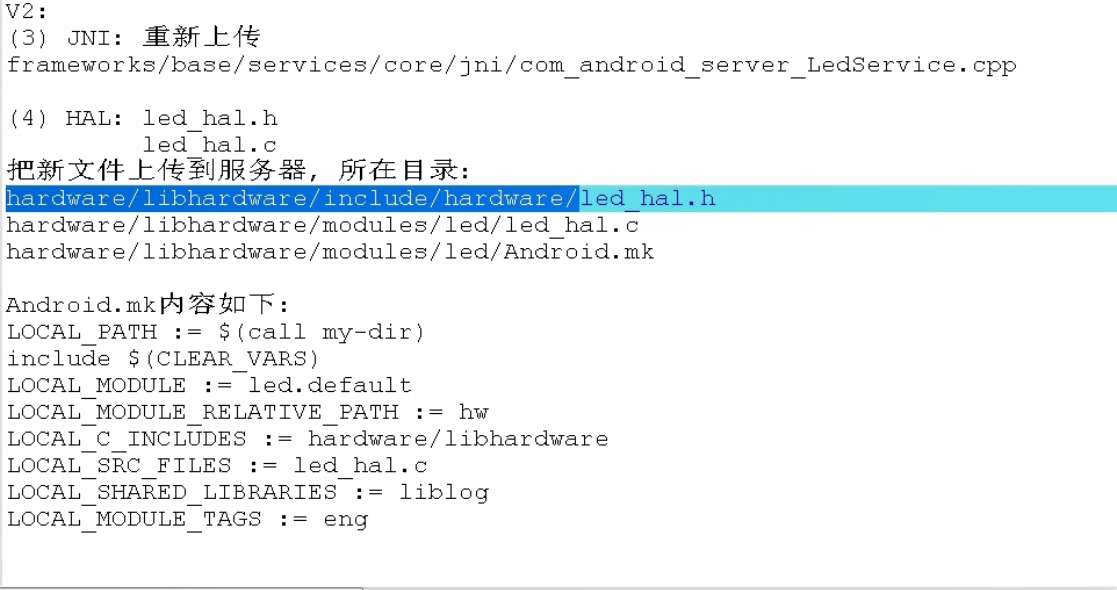 V2:
(3) JNI: 重新上传
frameworks/base/services/core/jni/com_android_server_LedService.cpp
(4) HAL: led_hal.h
led_hal.c
把新文件上传到服务器, 所在目录:
hardware/libhardware/include/hardware/led_hal.h
hardware/libhardware/modules/led/led_hal.c
hardware/libhardware/modules/led/Android.mk
Android.mk内容如下:
LOCAL_PATH := $(call my-dir)
include $(CLEAR_VARS)
LOCAL_MODULE := led.default
LOCAL_MODULE_RELATIVE_PATH := hw
LOCAL_C_INCLUDES := hardware/libhardware
LOCAL_SRC_FILES := led_hal.c
LOCAL_SHARED_LIBRARIES := liblog
LOCAL_MODULE_TAGS := eng